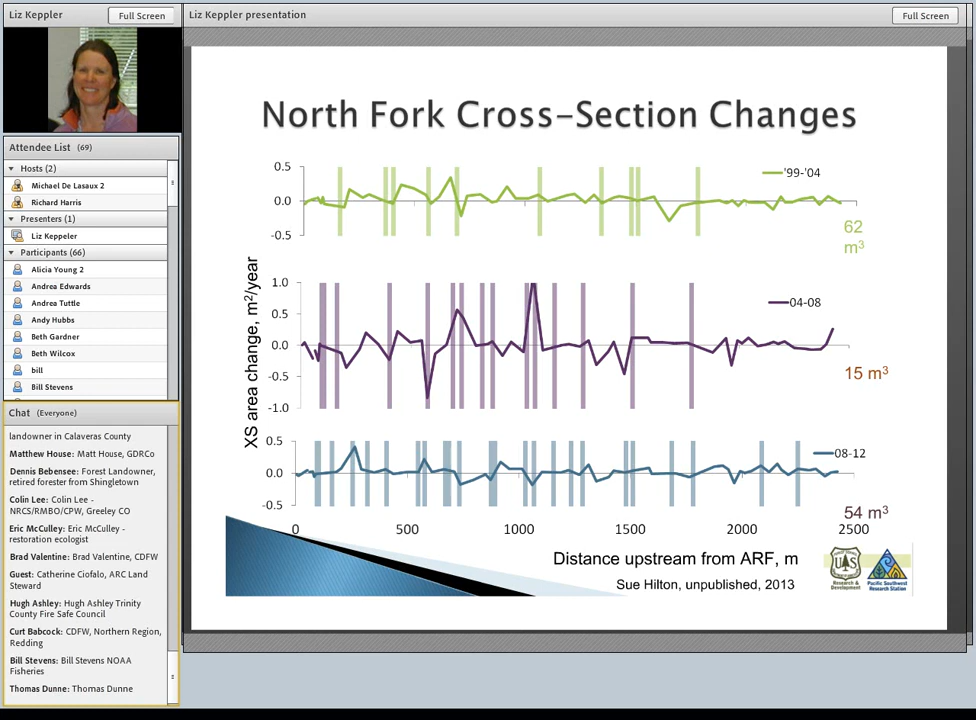 Liz Keppler
Full Screen
Attendee List (69)
Hosts (2)
Michael De Lasaux 2
Richard Harris
Presenters (1)
Liz Keppeler
Participants (66)
Alicia Young 2
Andrea Edwards
Andrea Tuttle
Andy Hubbs
Beth Gardner
Beth Wilcox
bill
Bill Stevens
Chat (Everyone)
landowner in Calaveras County
Matthew House: Matt House, GDRCo
Dennis Bebensee: Forest Landowner,
retired forester from Shingletown
Colin Lee: Colin Lee -
NRCS/RMBO/CPW, Greeley CO
Eric McCulley: Eric McCulley -
restoration ecologist
Brad Valentine: Brad Valentine, CDFW
Guest: Catherine Ciofalo, ARC Land
Steward
Hugh Ashley: Hugh Ashley Trinity
County Fire Safe Council
Curt Babcock: CDFW, Northern Region,
Redding
Bill Stevens: Bill Stevens NOAA
Fisheries
Thomas Dunne: Thomas Dunne
Liz Keppler presentation
Full Screen
North Fork Cross-Section Changes
XS area change, m²/year
0.5
0.0
-0.5
'99-'04
62
m³
1.0
0.5
0.0
-0.5
-1.0
04-08
15 m³
0.5
0.0
-0.5
08-12
54 m³
0 500 1000 1500 2000 2500
Distance upstream from ARF, m
Sue Hilton, unpublished, 2013
UAS
Research &
Development
Pacific Southwest
Research Station